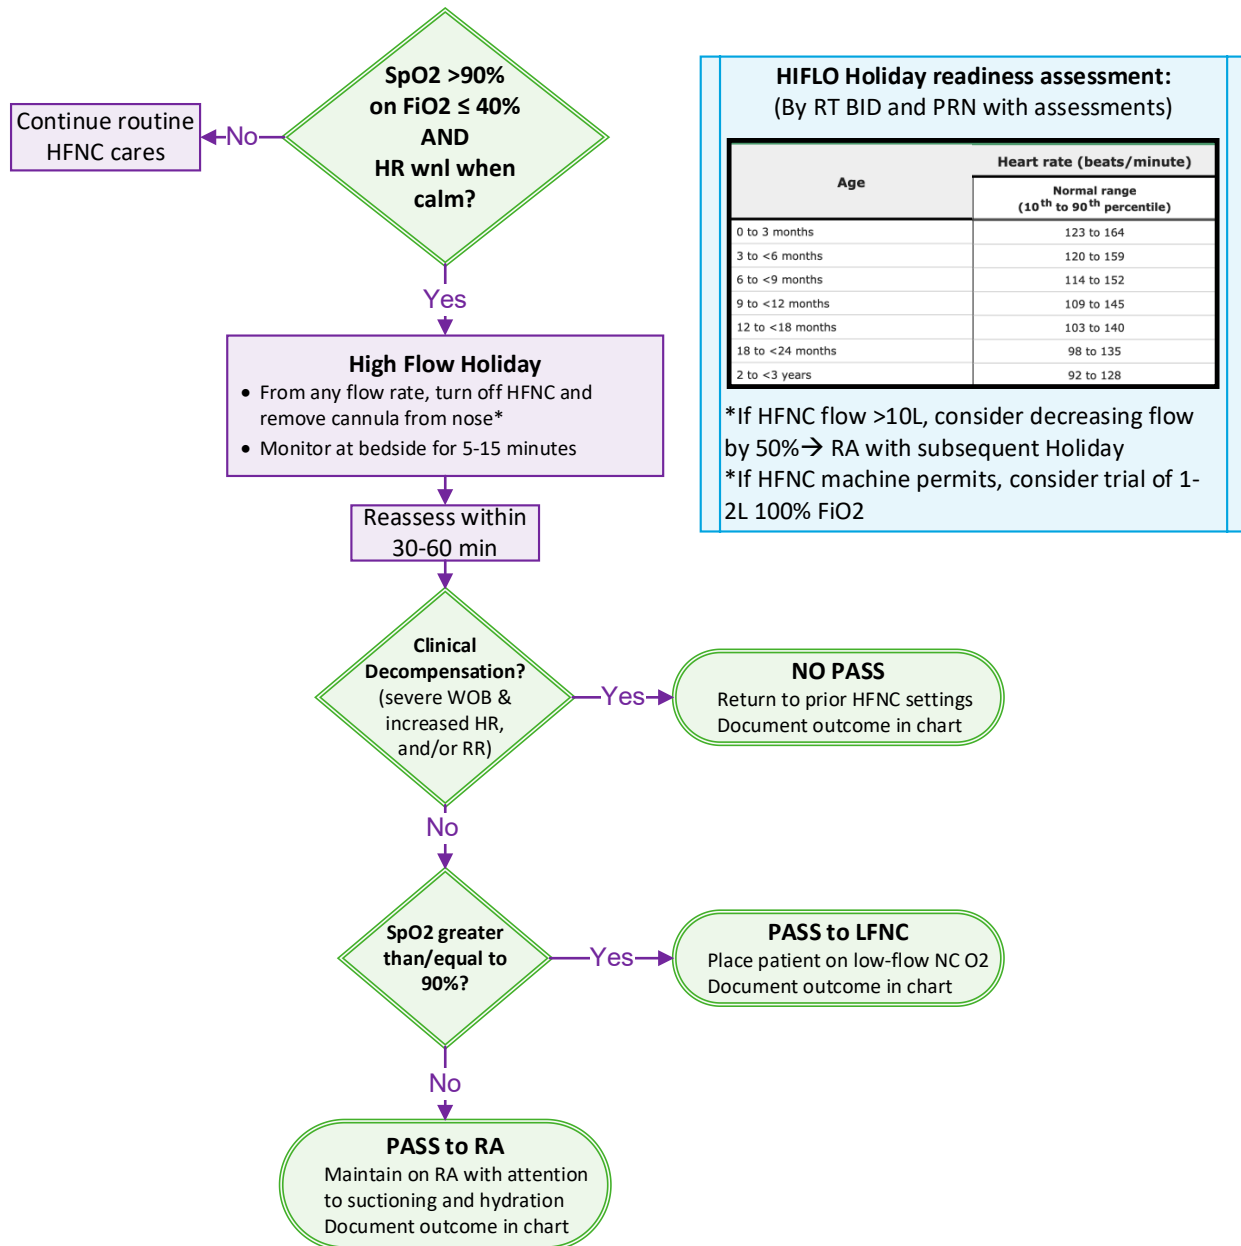 SpO2 >90%
on FiO2 ≤ 40%
AND
HR wnl when
calm?
No
Continue routine
HFNC cares
Yes
High Flow Holiday
• From any flow rate, turn off HFNC and
remove cannula from nose*
• Monitor at bedside for 5-15 minutes
Reassess within
30-60 min
Clinical
Decompensation?
(severe WOB &
increased HR,
and/or RR)
Yes
NO PASS
Return to prior HFNC settings
Document outcome in chart
No
SpO2 greater
than/equal to
90%?
Yes
PASS to LFNC
Place patient on low-flow NC O2
Document outcome in chart
No
PASS to RA
Maintain on RA with attention
to suctioning and hydration
Document outcome in chart
HIFLO Holiday readiness assessment:
(By RT BID and PRN with assessments)
Age
Heart rate (beats/minute)
Normal range
(10th to 90th percentile)
0 to 3 months 123 to 164
3 to <6 months 120 to 159
6 to <9 months 114 to 152
9 to <12 months 109 to 145
12 to <18 months 103 to 140
18 to <24 months 98 to 135
2 to <3 years 92 to 128
*If HFNC flow >10L, consider decreasing flow
by 50%→ RA with subsequent Holiday
*If HFNC machine permits, consider trial of 1-
2L 100% FiO2